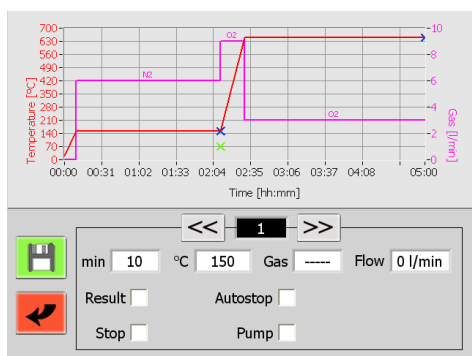 700 10
630
560 8
490
420 6
350
280 4
210
140 2
70
0 0
Temperature [ºC]
Gas [l/min]
O2
N2
O2
00:00 00:31 01:02 01:33 02:04 02:35 03:06 03:37 04:08 05:00
Time [hh:mm]
<< 1 >>
min 10 °C 150 Gas ----- Flow 0 l/min
Result Autostop
Stop Pump